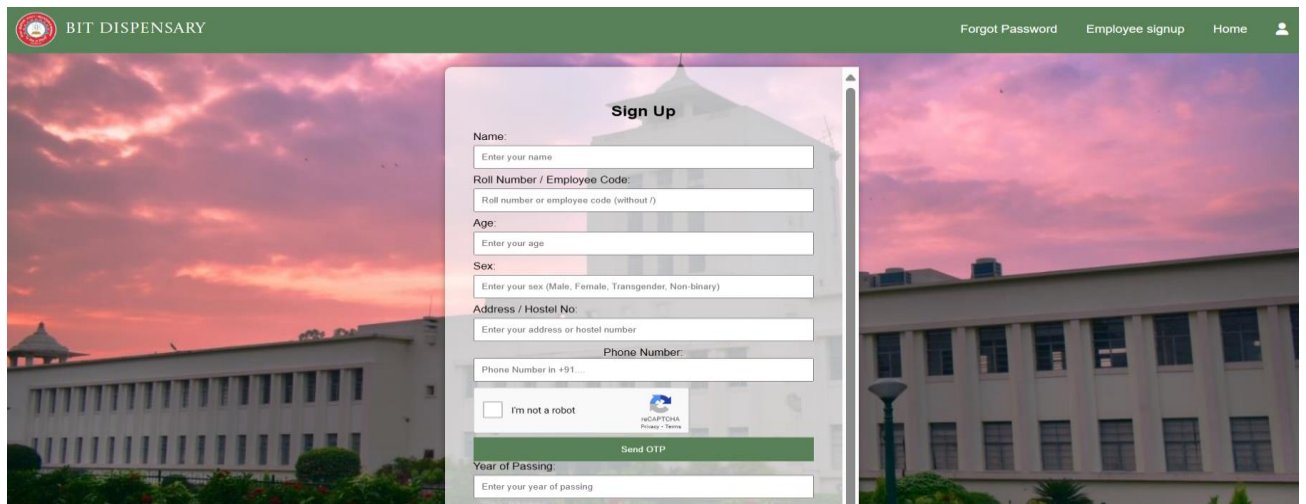 BIT DISPENSARY
Forgot Password Employee signup Home
Sign Up
Name:
Enter your name
Roll Number / Employee Code:
Roll number or employee code (without /)
Age:
Enter your age
Sex:
Enter your sex (Male, Female, Transgender, Non-binary)
Address / Hostel No:
Enter your address or hostel number
Phone Number:
Phone Number in +91....
I'm not a robot
reCAPTCHA
Privacy - Terms
Send OTP
Year of Passing:
Enter your year of passing